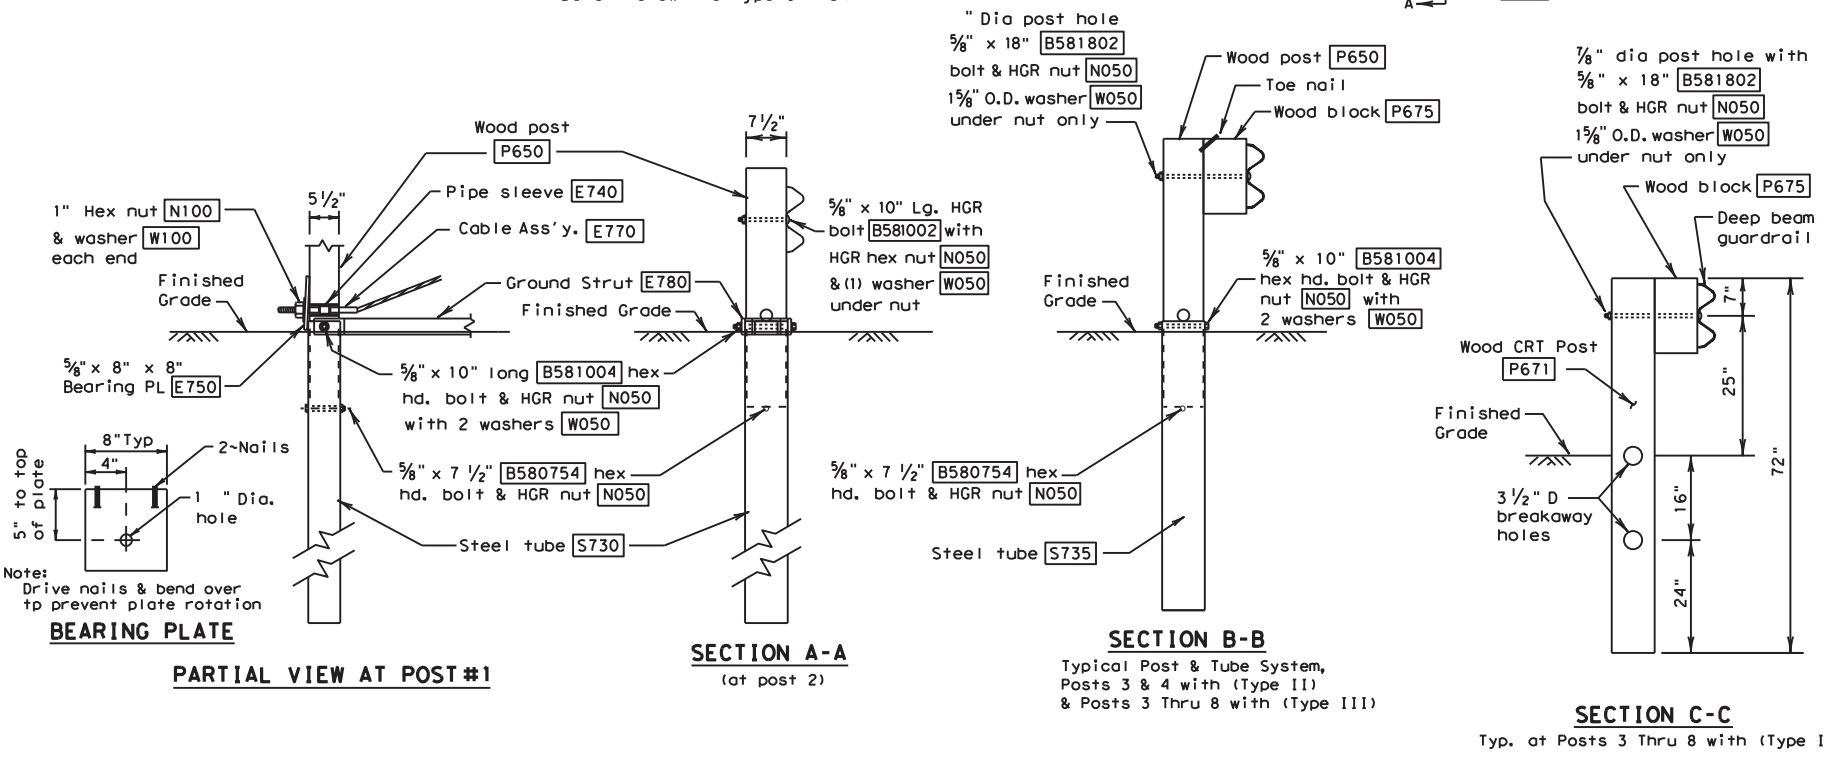 A
1" Hex nut N100
& washer W100
each end
Finished
Grade
5 1/2"
Wood post
P650
Pipe sleeve E740
Cable Ass'y. E770
Ground Strut E780
Finished Grade
5/8" x 8" x 8"
Bearing PL E750
5/8" x 10" long B581004 hex
hd. bolt & HGR nut N050
with 2 washers W050
5/8" x 7 1/2" B580754 hex
hd. bolt & HGR nut N050
Steel tube S730
8"Typ
4"
2~Nails
5" to top
of plate
1 " Dia.
hole
Note:
Drive nails & bend over
tp prevent plate rotation
BEARING PLATE
PARTIAL VIEW AT POST #1
7 1/2"
5/8" x 10" Lg. HGR
bolt B581002 with
HGR hex nut N050
& (1) washer W050
under nut
SECTION A-A
(at post 2)
" Dia post hole
5/8" x 18" B581802
bolt & HGR nut N050
1 5/8" O.D. washer W050
under nut only
Wood post P650
Toe nail
Wood block P675
Finished
Grade
5/8" x 10" B581004
hex hd. bolt & HGR
nut N050 with
2 washers W050
5/8" x 7 1/2" B580754 hex
hd. bolt & HGR nut N050
Steel tube S735
SECTION B-B
Typical Post & Tube System,
Posts 3 & 4 with (Type II)
& Posts 3 Thru 8 with (Type III)
7/8" dia post hole with
5/8" x 18" B581802
bolt & HGR nut N050
1 5/8" O.D. washer W050
under nut only
Wood block P675
Deep beam
guardrail
7"
Wood CRT Post
P671
25"
Finished
Grade
72"
3 1/2" D
breakaway
holes
16"
24"
SECTION C-C
Typ. at Posts 3 Thru 8 with (Type I